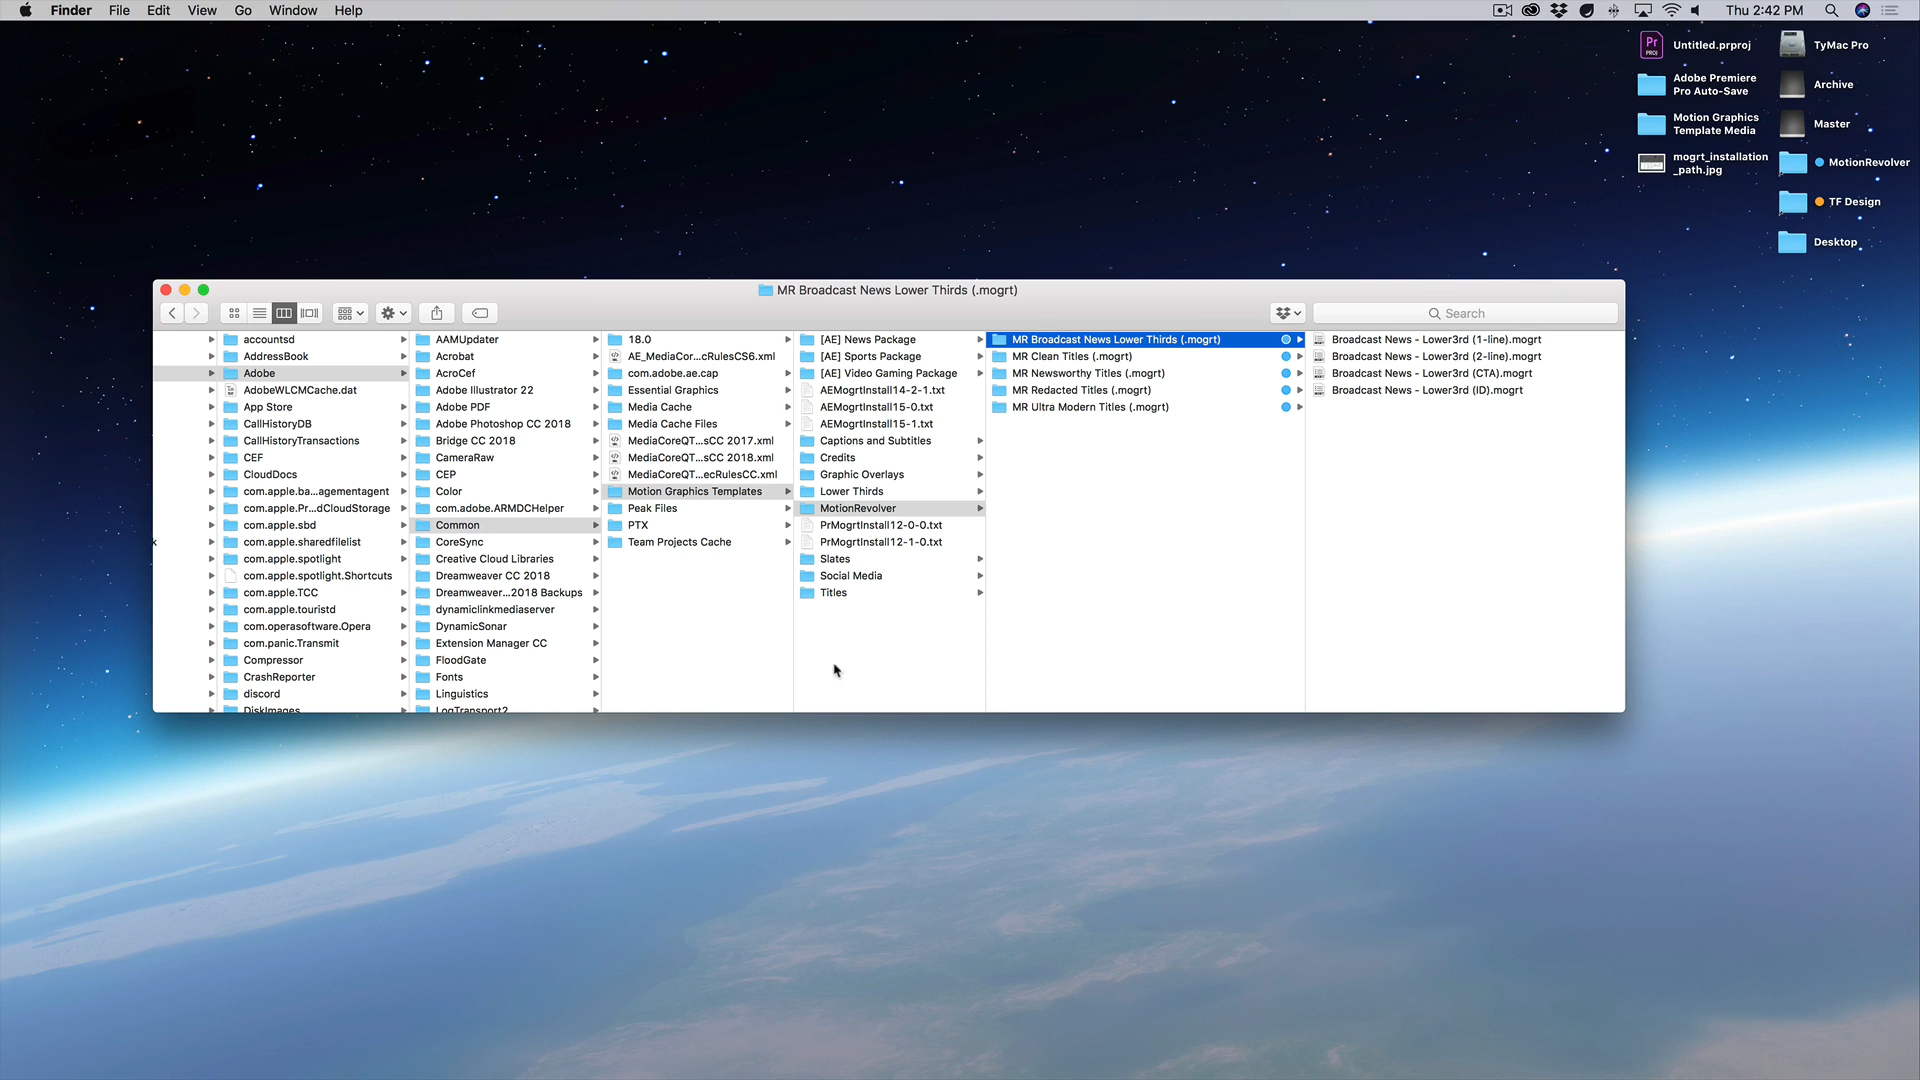 Finder File Edit View Go Window Help
Thu 2:42 PM
Untitled.prproj
TyMac Pro
Adobe Premiere
Pro Auto-Save
Archive
Motion Graphics
Template Media
Master
mogrt_installation
_path.jpg
MotionRevolver
TF Design
Desktop
MR Broadcast News Lower Thirds (.mogrt)
Search
accountsd
AddressBook
Adobe
AdobeWLCMCache.dat
App Store
CallHistoryDB
CallHistoryTransactions
CEF
CloudDocs
com.apple.ba...agementagent
com.apple.Pr...dCloudStorage
com.apple.sbd
com.apple.sharedfilelist
com.apple.spotlight
com.apple.spotlight.Shortcuts
com.apple.TCC
com.apple.touristd
com.operasoftware.Opera
com.panic.Transmit
Compressor
CrashReporter
discord
DiskImages
AAMUpdater
Acrobat
AcroCef
Adobe Illustrator 22
Adobe PDF
Adobe Photoshop CC 2018
Bridge CC 2018
CameraRaw
CEP
Color
com.adobe.ARMDCHelper
Common
CoreSync
Creative Cloud Libraries
Dreamweaver CC 2018
Dreamweaver...2018 Backups
dynamiclinkmediaserver
DynamicSonar
Extension Manager CC
FloodGate
Fonts
Linguistics
LogTransport2
18.0
AE_MediaCor...cRulesCS6.xml
com.adobe.ae.cap
Essential Graphics
Media Cache
Media Cache Files
MediaCoreQT...sCC 2017.xml
MediaCoreQT...sCC 2018.xml
MediaCoreQT...ecRulesCC.xml
Motion Graphics Templates
Peak Files
PTX
Team Projects Cache
[AE] News Package
[AE] Sports Package
[AE] Video Gaming Package
AEMogrtInstall14-2-1.txt
AEMogrtInstall15-0.txt
AEMogrtInstall15-1.txt
Captions and Subtitles
Credits
Graphic Overlays
Lower Thirds
MotionRevolver
PrMogrtInstall12-0-0.txt
PrMogrtInstall12-1-0.txt
Slates
Social Media
Titles
MR Broadcast News Lower Thirds (.mogrt)
MR Clean Titles (.mogrt)
MR Newsworthy Titles (.mogrt)
MR Redacted Titles (.mogrt)
MR Ultra Modern Titles (.mogrt)
Broadcast News - Lower3rd (1-line).mogrt
Broadcast News - Lower3rd (2-line).mogrt
Broadcast News - Lower3rd (CTA).mogrt
Broadcast News - Lower3rd (ID).mogrt